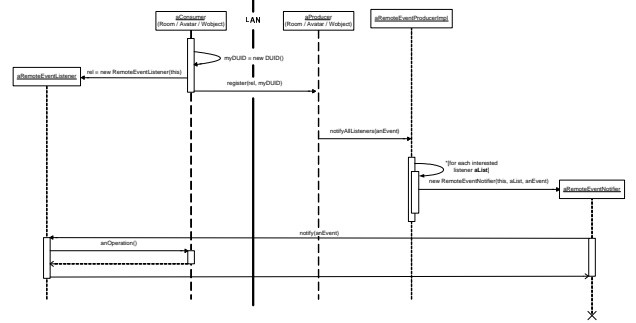 aConsumer
(Room / Avatar / Wobject)
LAN
aProducer
(Room / Avatar / Wobject)
aRemoteEventProducerImpl
myDUID = new DUID()
rel = new RemoteEventListener(this)
aRemoteEventListener
register(rel, myDUID)
notifyAllListeners(anEvent)
*[for each interested
listener aList]
new RemoteEventNotifier(this, aList, anEvent)
aRemoteEventNotifier
notify(anEvent)
anOperation()